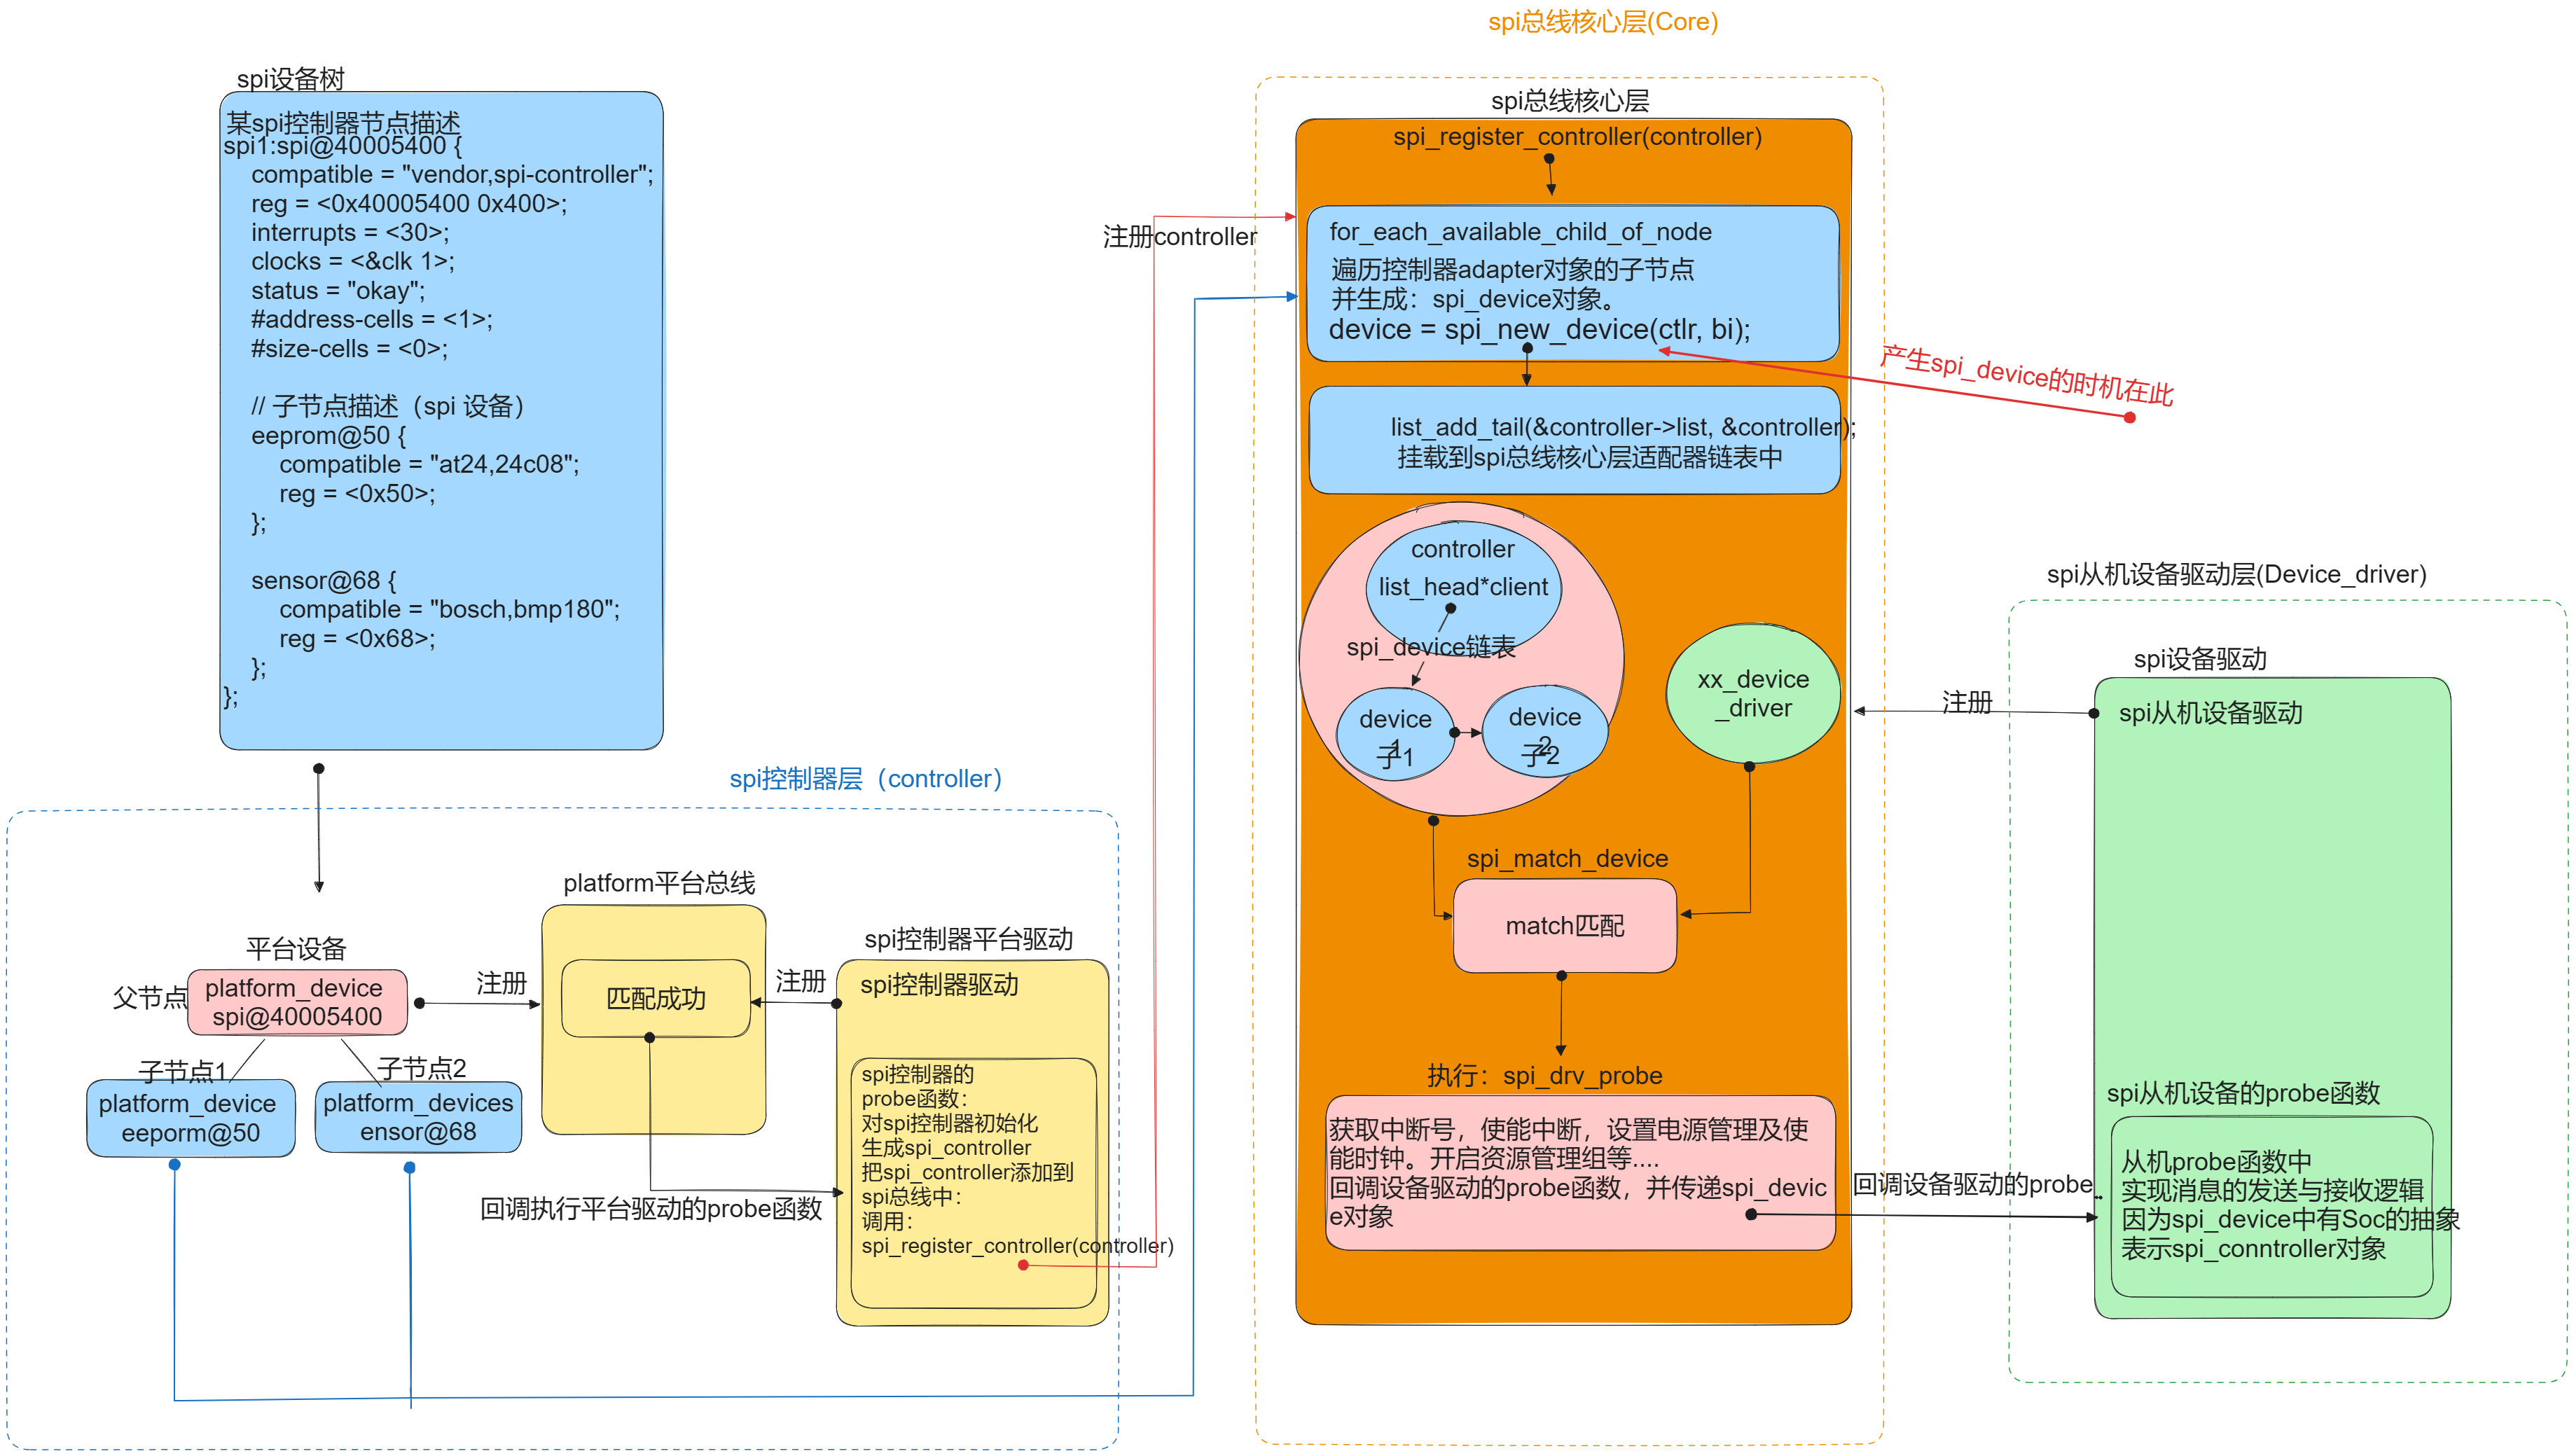 spi总线核心层(Core)
spi设备树
某spi控制器节点描述
spi1:spi@40005400 {
compatible = "vendor,spi-controller";
reg = <0x40005400 0x400>;
interrupts = <30>;
clocks = <&clk 1>;
status = "okay";
#address-cells = <1>;
#size-cells = <0>;
// 子节点描述（spi 设备）
eeprom@50 {
compatible = "at24,24c08";
reg = <0x50>;
};
sensor@68 {
compatible = "bosch,bmp180";
reg = <0x68>;
};
};
spi控制器层（controller）
平台设备
父节点
platform_device
spi@40005400
子节点1
platform_device
eeporm@50
子节点2
platform_devices
ensor@68
注册
platform平台总线
匹配成功
注册
回调执行平台驱动的probe函数
spi控制器平台驱动
spi控制器驱动
spi控制器的
probe函数：
对spi控制器初始化
生成spi_controller
把spi_controller添加到
spi总线中：
调用：
spi_register_controller(controller)
注册controller
spi总线核心层
spi_register_controller(controller)
for_each_available_child_of_node
遍历控制器adapter对象的子节点
并生成：spi_device对象。
device = spi_new_device(ctlr, bi);
产生spi_device的时机在此
list_add_tail(&controller->list, &controller);
挂载到spi总线核心层适配器链表中
controller
list_head*client
spi_device链表
device
1
子1
device
2
子2
xx_device
_driver
spi_match_device
match匹配
执行：spi_drv_probe
获取中断号，使能中断，设置电源管理及使
能时钟。开启资源管理组等....
回调设备驱动的probe函数，并传递spi_devic
e对象
注册
回调设备驱动的probe..
spi从机设备驱动层(Device_driver)
spi设备驱动
spi从机设备驱动
spi从机设备的probe函数
从机probe函数中
实现消息的发送与接收逻辑
因为spi_device中有Soc的抽象
表示spi_conntroller对象